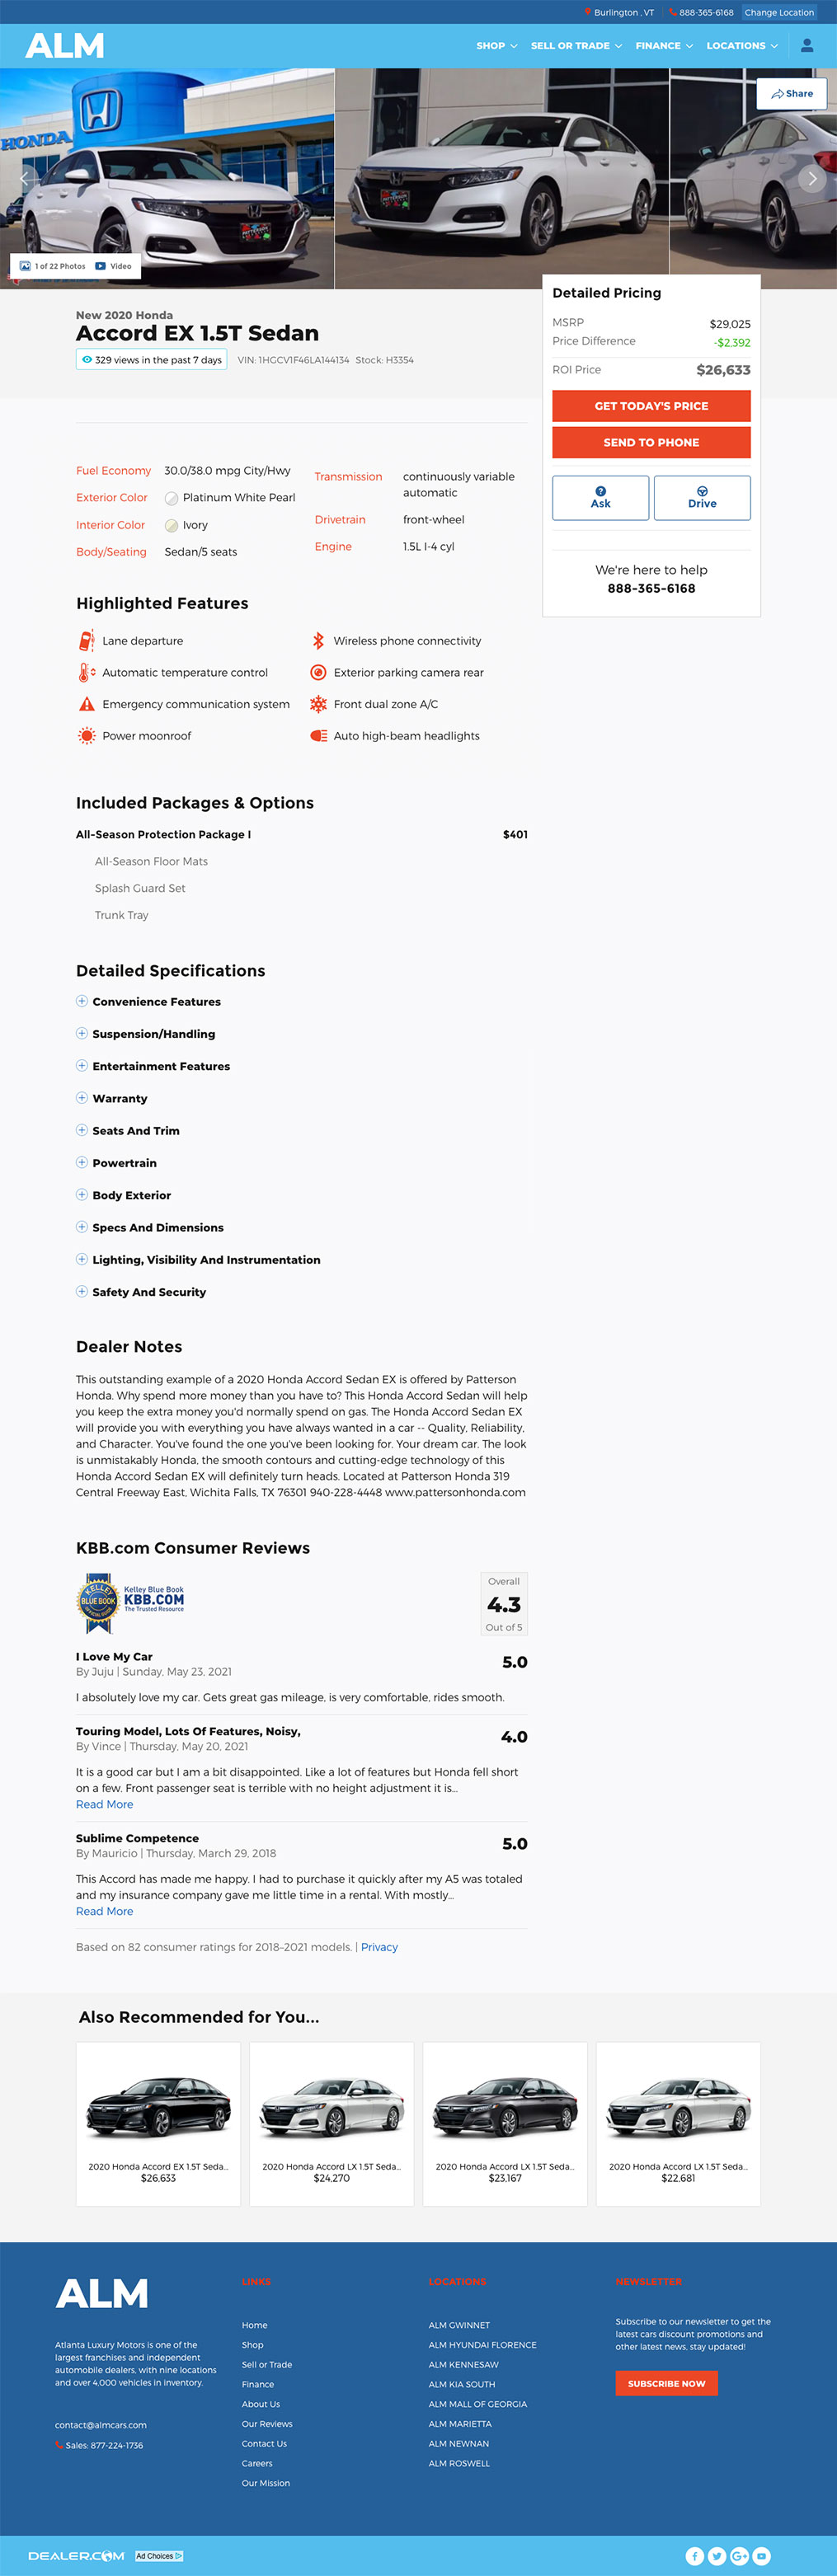 Burlington , VT 888-365-6168 Change Location
ALM SHOP SELL OR TRADE FINANCE LOCATIONS
Share
HONDA
1 of 22 Photos Video
New 2020 Honda
Accord EX 1.5T Sedan
329 views in the past 7 days VIN: 1HGCV1F46LA144134 Stock: H3354
Detailed Pricing
MSRP $29,025
Price Difference -$2,392
ROI Price $26,633
GET TODAY'S PRICE
SEND TO PHONE
Ask Drive
We're here to help
888-365-6168
Fuel Economy 30.0/38.0 mpg City/Hwy
Exterior Color Platinum White Pearl
Interior Color Ivory
Body/Seating Sedan/5 seats
Transmission continuously variable
automatic
Drivetrain front-wheel
Engine 1.5L I-4 cyl
Highlighted Features
Lane departure Wireless phone connectivity
Automatic temperature control Exterior parking camera rear
Emergency communication system Front dual zone A/C
Power moonroof Auto high-beam headlights
Included Packages & Options
All-Season Protection Package I $401
All-Season Floor Mats
Splash Guard Set
Trunk Tray
Detailed Specifications
Convenience Features
Suspension/Handling
Entertainment Features
Warranty
Seats And Trim
Powertrain
Body Exterior
Specs And Dimensions
Lighting, Visibility And Instrumentation
Safety And Security
Dealer Notes
This outstanding example of a 2020 Honda Accord Sedan EX is offered by Patterson
Honda. Why spend more money than you have to? This Honda Accord Sedan will help
you keep the extra money you'd normally spend on gas. The Honda Accord Sedan EX
will provide you with everything you have always wanted in a car -- Quality, Reliability,
and Character. You've found the one you've been looking for. Your dream car. The look
is unmistakably Honda, the smooth contours and cutting-edge technology of this
Honda Accord Sedan EX will definitely turn heads. Located at Patterson Honda 319
Central Freeway East, Wichita Falls, TX 76301 940-228-4448 www.pattersonhonda.com
KBB.com Consumer Reviews
KELLEY BLUE BOOK
Kelley Blue Book
KBB.COM
The Trusted Resource
Overall
4.3
Out of 5
I Love My Car 5.0
By Juju | Sunday, May 23, 2021
I absolutely love my car. Gets great gas mileage, is very comfortable, rides smooth.
Touring Model, Lots Of Features, Noisy, 4.0
By Vince | Thursday, May 20, 2021
It is a good car but I am a bit disappointed. Like a lot of features but Honda fell short
on a few. Front passenger seat is terrible with no height adjustment it is...
Read More
Sublime Competence 5.0
By Mauricio | Thursday, March 29, 2018
This Accord has made me happy. I had to purchase it quickly after my A5 was totaled
and my insurance company gave me little time in a rental. With mostly...
Read More
Based on 82 consumer ratings for 2018–2021 models. | Privacy
Also Recommended for You...
2020 Honda Accord EX 1.5T Seda...
$26,633
2020 Honda Accord LX 1.5T Seda...
$24,270
2020 Honda Accord LX 1.5T Seda...
$23,167
2020 Honda Accord LX 1.5T Seda...
$22,681
ALM
Atlanta Luxury Motors is one of the
largest franchises and independent
automobile dealers, with nine locations
and over 4,000 vehicles in inventory.
contact@almcars.com
Sales: 877-224-1736
LINKS
Home
Shop
Sell or Trade
Finance
About Us
Our Reviews
Contact Us
Careers
Our Mission
LOCATIONS
ALM GWINNET
ALM HYUNDAI FLORENCE
ALM KENNESAW
ALM KIA SOUTH
ALM MALL OF GEORGIA
ALM MARIETTA
ALM NEWNAN
ALM ROSWELL
NEWSLETTER
Subscribe to our newsletter to get the
latest cars discount promotions and
other latest news, stay updated!
SUBSCRIBE NOW
DEALER.COM Ad Choices